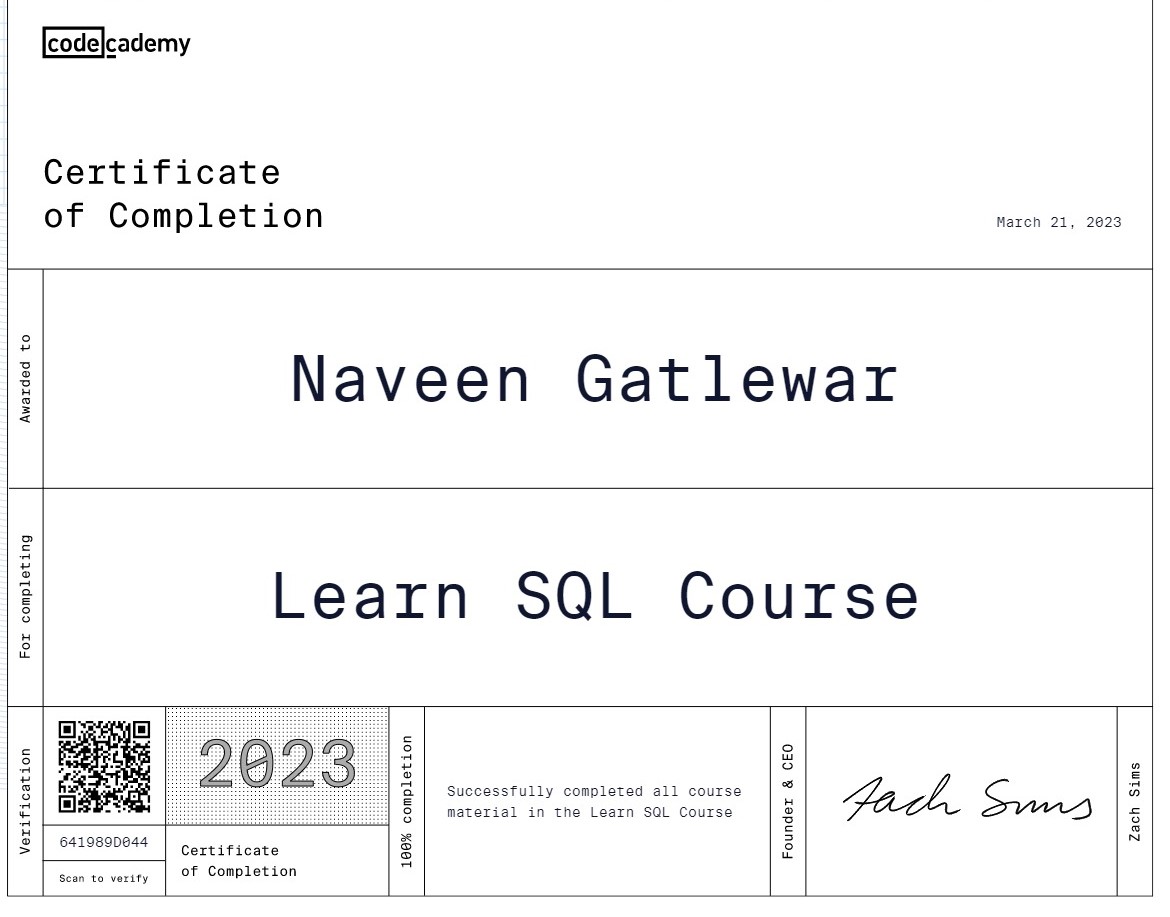 codecademy
Certificate
of Completion
March 21, 2023
Awarded to
Naveen Gatlewar
For completing
Learn SQL Course
Verification
641989D044
Scan to verify
2023
Certificate
of Completion
100% completion
Successfully completed all course
material in the Learn SQL Course
Founder & CEO
Zach Sims
Zach Sims